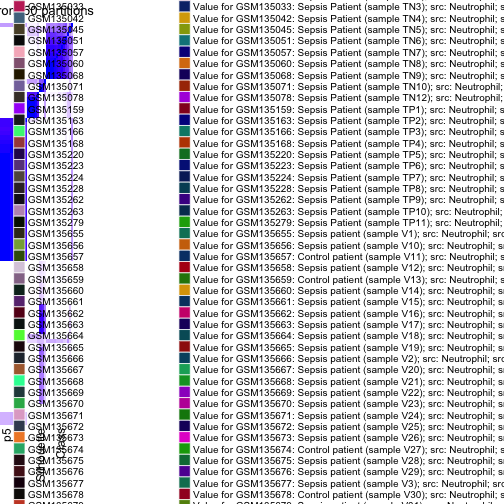 50 partitions
GSM135033 Value for GSM135033: Sepsis Patient (sample TN3); src: Neutrophil; s
GSM135042 Value for GSM135042: Sepsis Patient (sample TN4); src: Neutrophil; s
GSM135045 Value for GSM135045: Sepsis Patient (sample TN5); src: Neutrophil; s
GSM135051 Value for GSM135051: Sepsis Patient (sample TN6); src: Neutrophil; s
GSM135057 Value for GSM135057: Sepsis Patient (sample TN7); src: Neutrophil; s
GSM135060 Value for GSM135060: Sepsis Patient (sample TN8); src: Neutrophil; s
GSM135068 Value for GSM135068: Sepsis Patient (sample TN9); src: Neutrophil; s
GSM135071 Value for GSM135071: Sepsis Patient (sample TN10); src: Neutrophil;
GSM135078 Value for GSM135078: Sepsis Patient (sample TN12); src: Neutrophil;
GSM135159 Value for GSM135159: Sepsis Patient (sample TP1); src: Neutrophil; s
GSM135163 Value for GSM135163: Sepsis Patient (sample TP2); src: Neutrophil; s
GSM135166 Value for GSM135166: Sepsis Patient (sample TP3); src: Neutrophil; s
GSM135168 Value for GSM135168: Sepsis Patient (sample TP4); src: Neutrophil; s
GSM135220 Value for GSM135220: Sepsis Patient (sample TP5); src: Neutrophil; s
GSM135223 Value for GSM135223: Sepsis Patient (sample TP6); src: Neutrophil; s
GSM135224 Value for GSM135224: Sepsis Patient (sample TP7); src: Neutrophil; s
GSM135228 Value for GSM135228: Sepsis Patient (sample TP8); src: Neutrophil; s
GSM135262 Value for GSM135262: Sepsis Patient (sample TP9); src: Neutrophil; s
GSM135263 Value for GSM135263: Sepsis Patient (sample TP10); src: Neutrophil;
GSM135279 Value for GSM135279: Sepsis Patient (sample TP11); src: Neutrophil;
GSM135655 Value for GSM135655: Sepsis patient (sample V1); src: Neutrophil; src
GSM135656 Value for GSM135656: Sepsis patient (sample V10); src: Neutrophil; s
GSM135657 Value for GSM135657: Control patient (sample V11); src: Neutrophil; s
GSM135658 Value for GSM135658: Sepsis patient (sample V12); src: Neutrophil; s
GSM135659 Value for GSM135659: Control patient (sample V13); src: Neutrophil; s
GSM135660 Value for GSM135660: Sepsis patient (sample V14); src: Neutrophil; s
GSM135661 Value for GSM135661: Sepsis patient (sample V15); src: Neutrophil; s
GSM135662 Value for GSM135662: Sepsis patient (sample V16); src: Neutrophil; s
GSM135663 Value for GSM135663: Sepsis patient (sample V17); src: Neutrophil; s
GSM135664 Value for GSM135664: Sepsis patient (sample V18); src: Neutrophil; s
GSM135665 Value for GSM135665: Sepsis patient (sample V19); src: Neutrophil; s
GSM135666 Value for GSM135666: Sepsis patient (sample V2); src: Neutrophil; src
GSM135667 Value for GSM135667: Sepsis patient (sample V20); src: Neutrophil; s
GSM135668 Value for GSM135668: Sepsis patient (sample V21); src: Neutrophil; s
GSM135669 Value for GSM135669: Sepsis patient (sample V22); src: Neutrophil; s
GSM135670 Value for GSM135670: Sepsis patient (sample V23); src: Neutrophil; s
GSM135671 Value for GSM135671: Sepsis patient (sample V24); src: Neutrophil; s
GSM135672 Value for GSM135672: Sepsis patient (sample V25); src: Neutrophil; s
GSM135673 Value for GSM135673: Sepsis patient (sample V26); src: Neutrophil; s
GSM135674 Value for GSM135674: Control patient (sample V27); src: Neutrophil; s
GSM135675 Value for GSM135675: Sepsis patient (sample V28); src: Neutrophil; s
GSM135676 Value for GSM135676: Sepsis patient (sample V29); src: Neutrophil; s
GSM135677 Value for GSM135677: Sepsis patient (sample V3); src: Neutrophil; src
GSM135678 Value for GSM135678: Control patient (sample V30); src: Neutrophil; s
p5